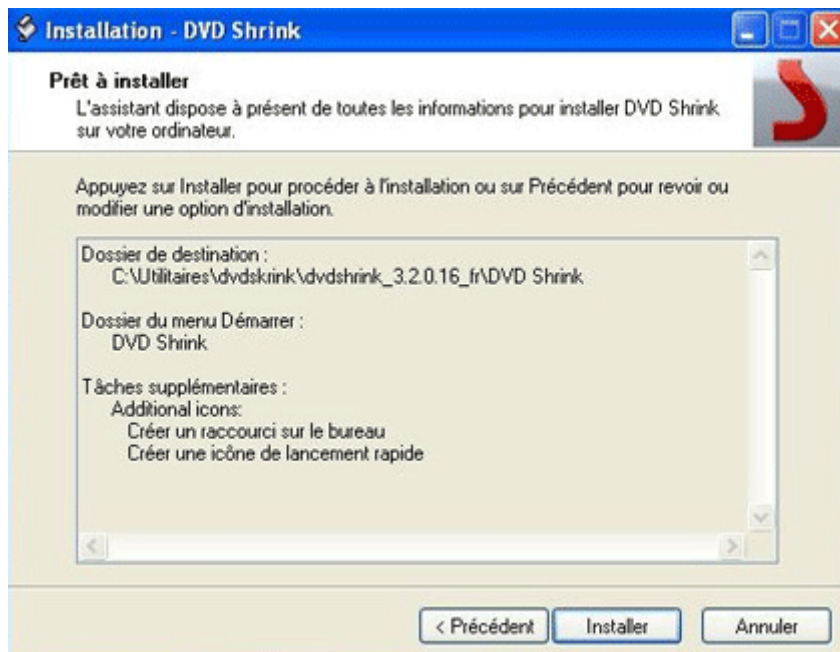 Installation - DVD Shrink
Prêt à installer
L'assistant dispose à présent de toutes les informations pour installer DVD Shrink
sur votre ordinateur.
Appuyez sur Installer pour procéder à l'installation ou sur Précédent pour revoir ou
modifier une option d'installation.
Dossier de destination :
C:\Utilitaires\dvdskrink\dvdshrink_3.2.0.16_fr\DVD Shrink
Dossier du menu Démarrer :
DVD Shrink
Tâches supplémentaires :
Additional icons:
Créer un raccourci sur le bureau
Créer une icône de lancement rapide
< Précédent
Installer
Annuler